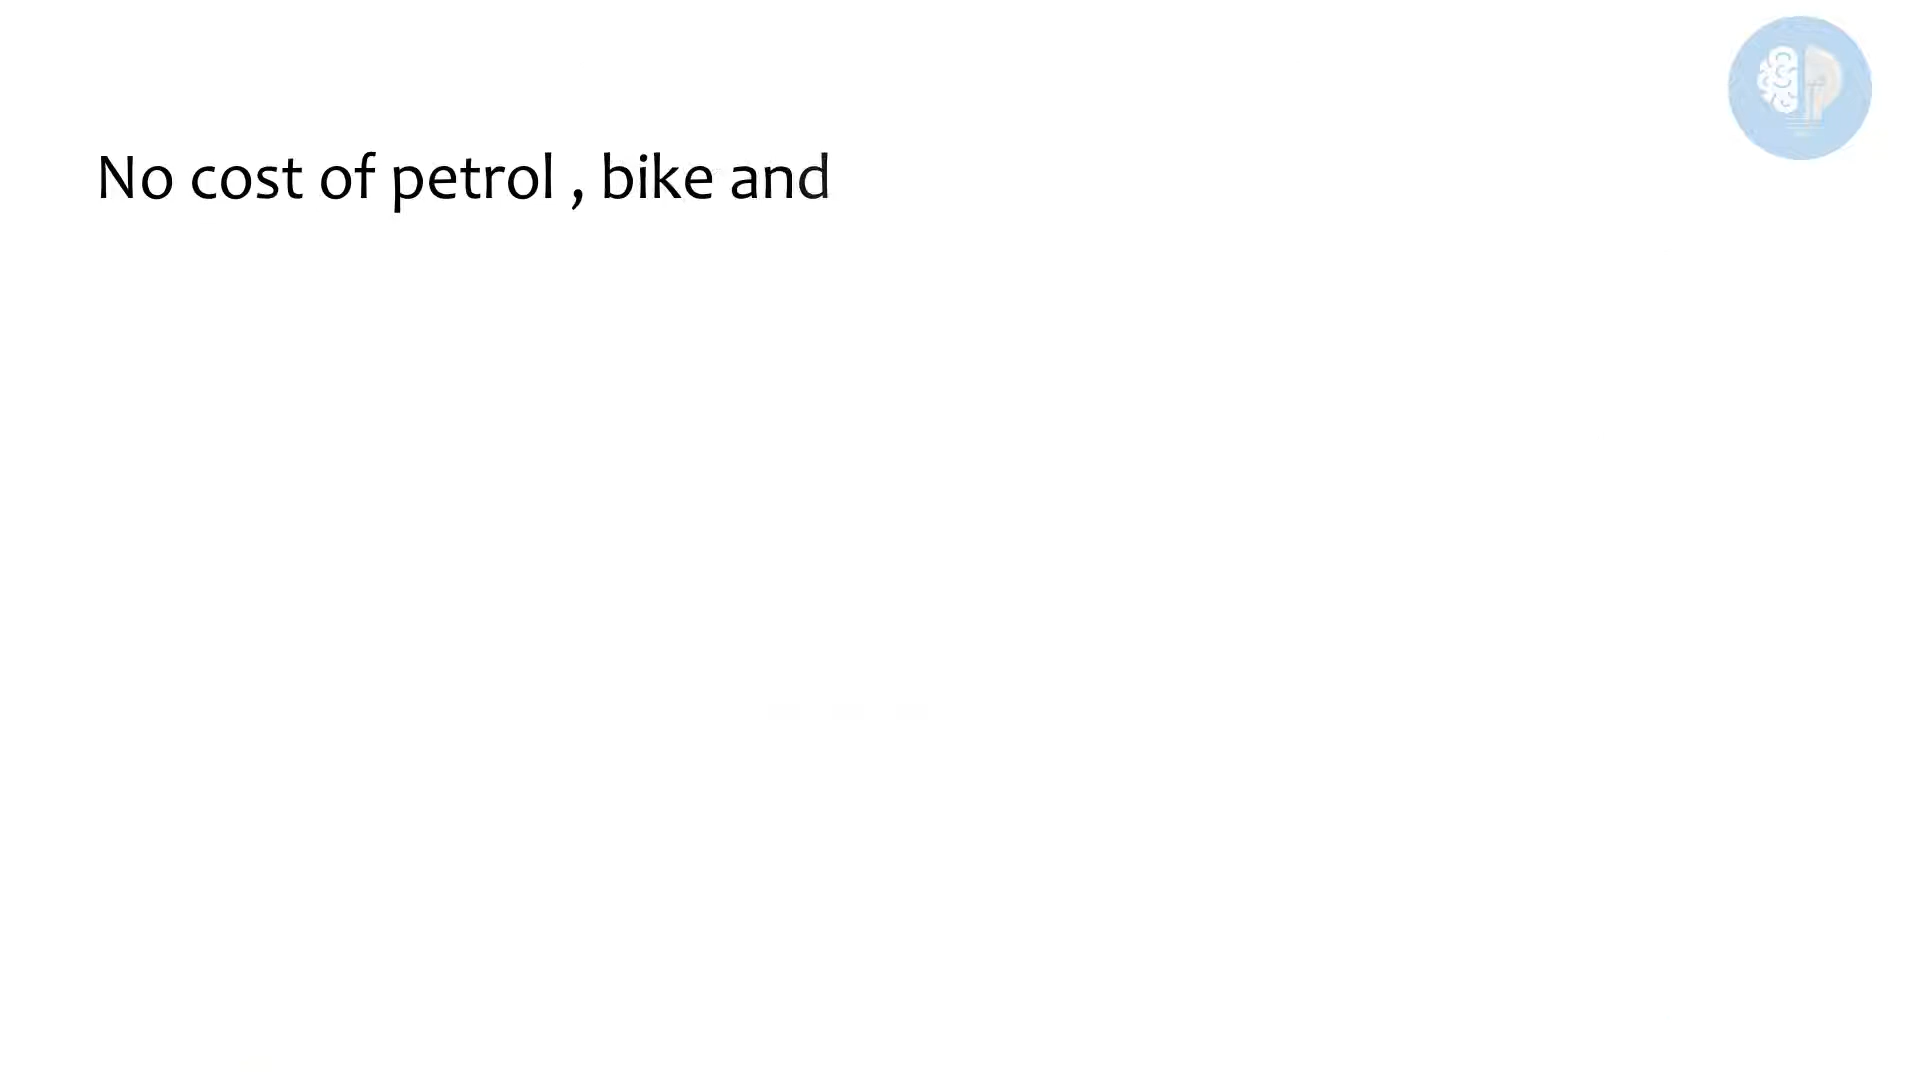 No cost of petrol , bike and